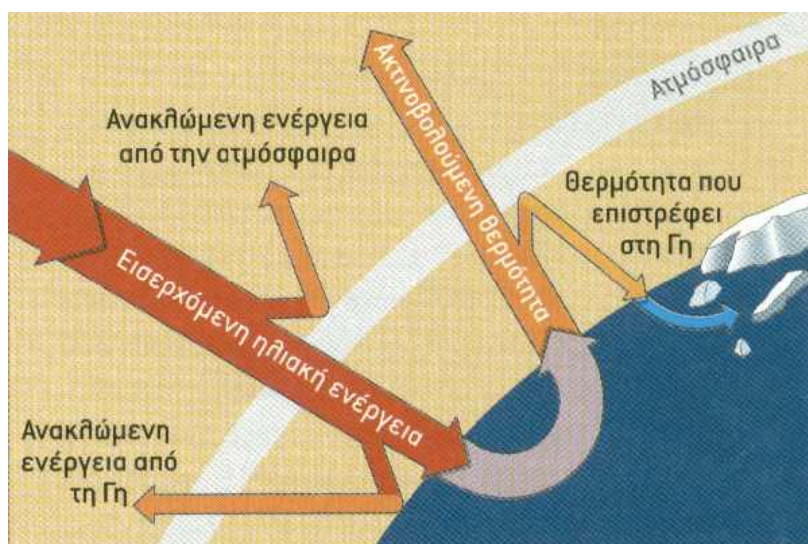 Ατμόσφαιρα
Ακτινοβολούμενη θερμότητα
Ανακλώμενη ενέργεια
από την ατμόσφαιρα
Θερμότητα που
επιστρέφει
στη Γη
Εισερχόμενη ηλιακή ενέργεια
Ανακλώμενη
ενέργεια από
τη Γη